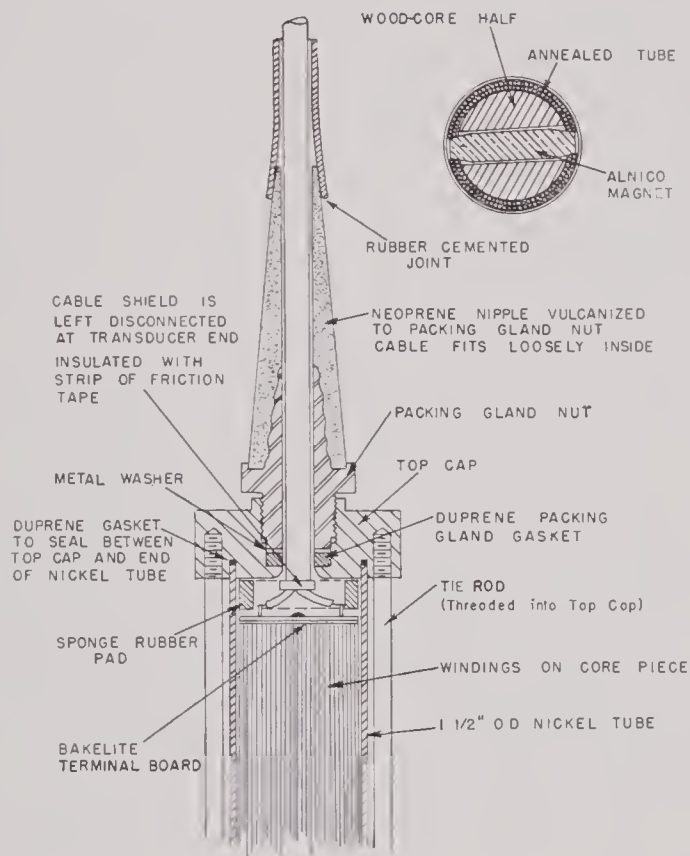 WOOD-CORE HALF
ANNEALED TUBE
ALNICO
MAGNET
RUBBER CEMENTED
JOINT
CABLE SHIELD IS
LEFT DISCONNECTED
AT TRANSDUCER END
INSULATED WITH
STRIP OF FRICTION
TAPE
NEOPRENE NIPPLE VULCANIZED
TO PACKING GLAND NUT
CABLE FITS LOOSELY INSIDE
PACKING GLAND NUT
METAL WASHER
TOP CAP
DUPRENE GASKET
TO SEAL BETWEEN
TOP CAP AND END
OF NICKEL TUBE
DUPRENE PACKING
GLAND GASKET
TIE ROD
(Threaded into Top Cap)
SPONGE RUBBER
PAD
WINDINGS ON CORE PIECE
1 1/2" OD NICKEL TUBE
BAKELITE
TERMINAL BOARD